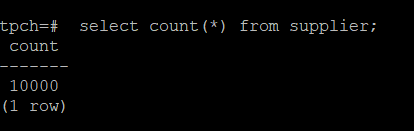 tpch=#  select count(*) from supplier;
 count
-------
 10000
(1 row)